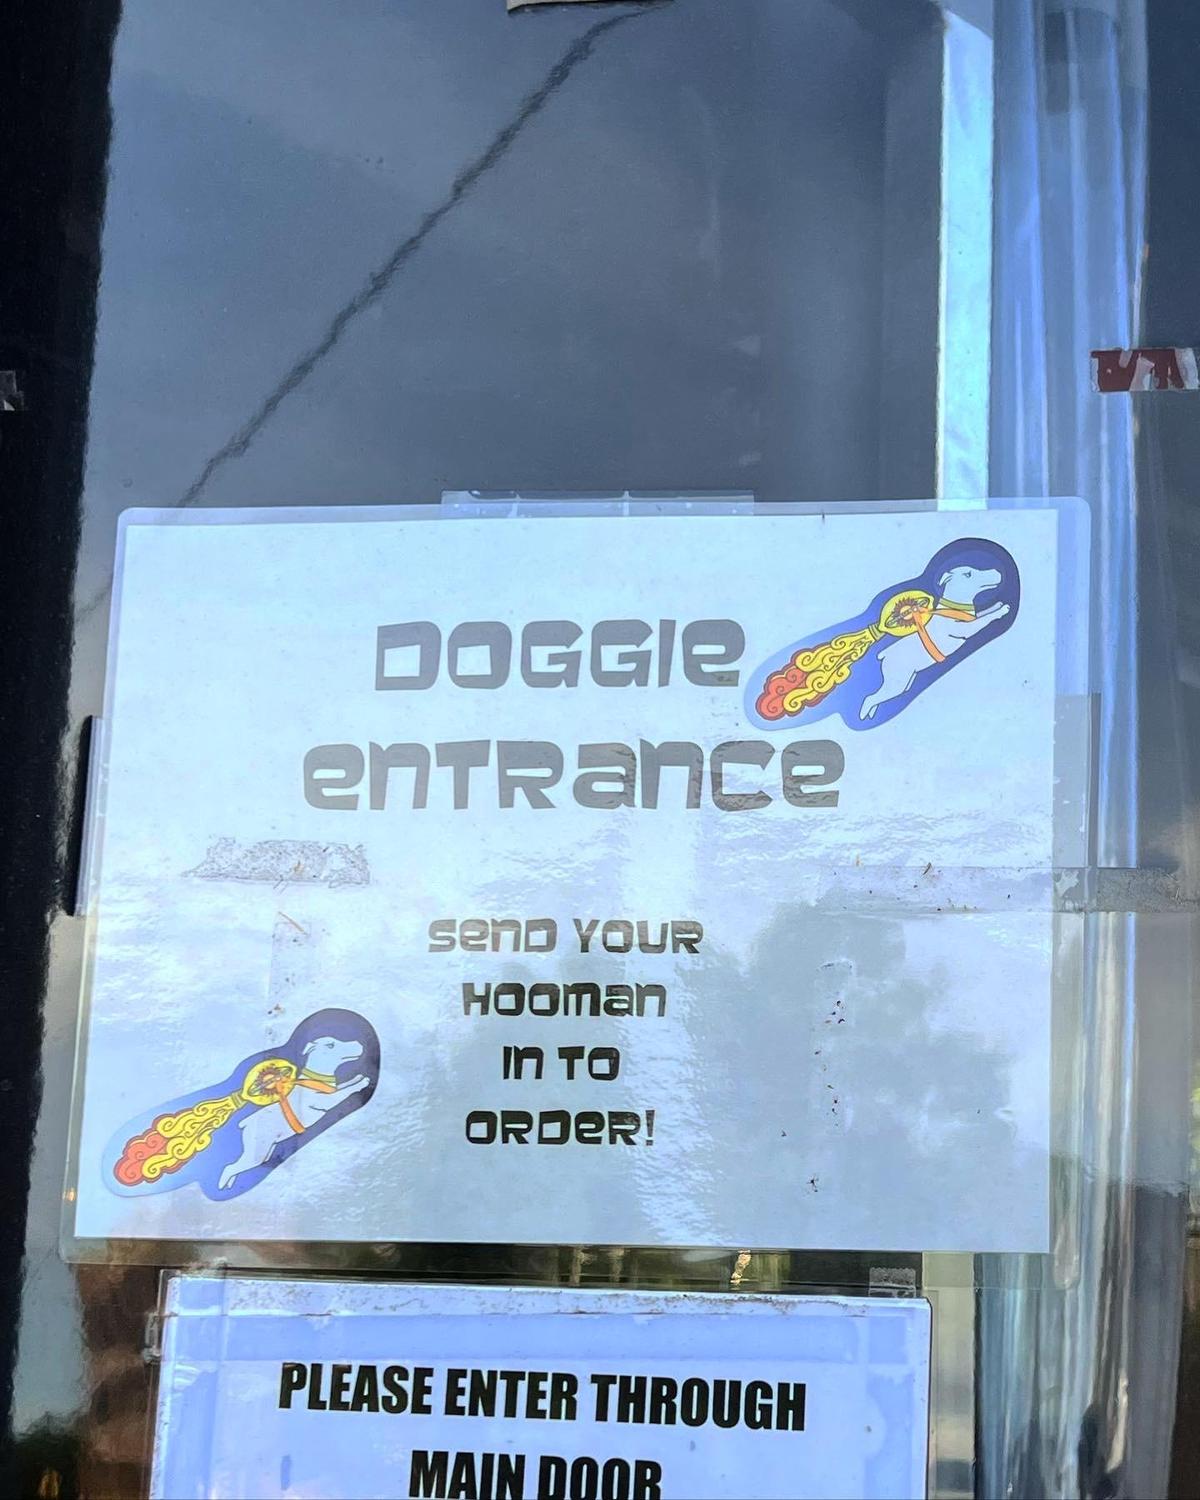 DOGGIE
ENTRANCE
SEND YOUR
HOOMAN
IN TO
ORDER!
PLEASE ENTER THROUGH
MAIN DOOR